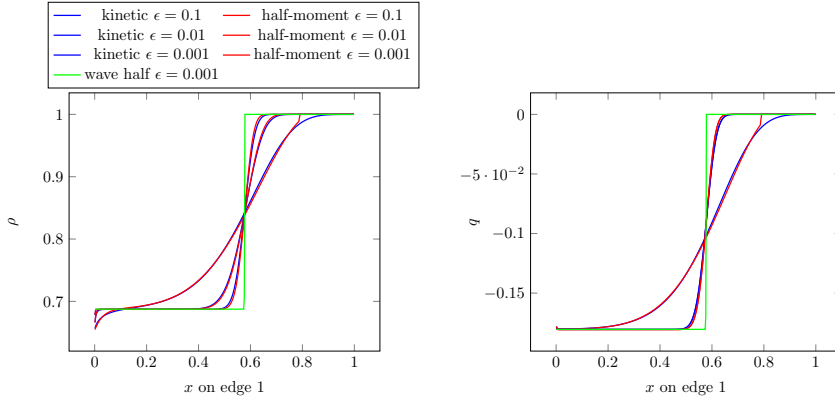 kinetic ϵ = 0.1 half-moment ϵ = 0.1
kinetic ϵ = 0.01 half-moment ϵ = 0.01
kinetic ϵ = 0.001 half-moment ϵ = 0.001
wave half ϵ = 0.001
1
0.9
0.8
0.7
ρ
0 0.2 0.4 0.6 0.8 1
x on edge 1
0
−5 · 10⁻²
−0.1
−0.15
q
0 0.2 0.4 0.6 0.8 1
x on edge 1